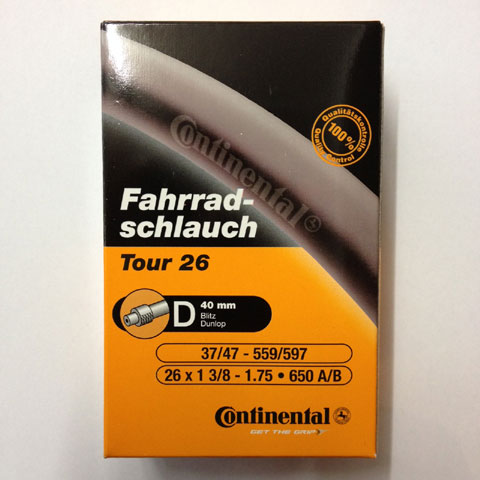 Continental
Qualitätskontrolle
100%
Quality Control
Fahrrad-
schlauch
Tour 26
D
40 mm
Blitz
Dunlop
37/47 - 559/597
26 x 1 3/8 - 1.75 • 650 A/B
Continental
GET THE GRIP